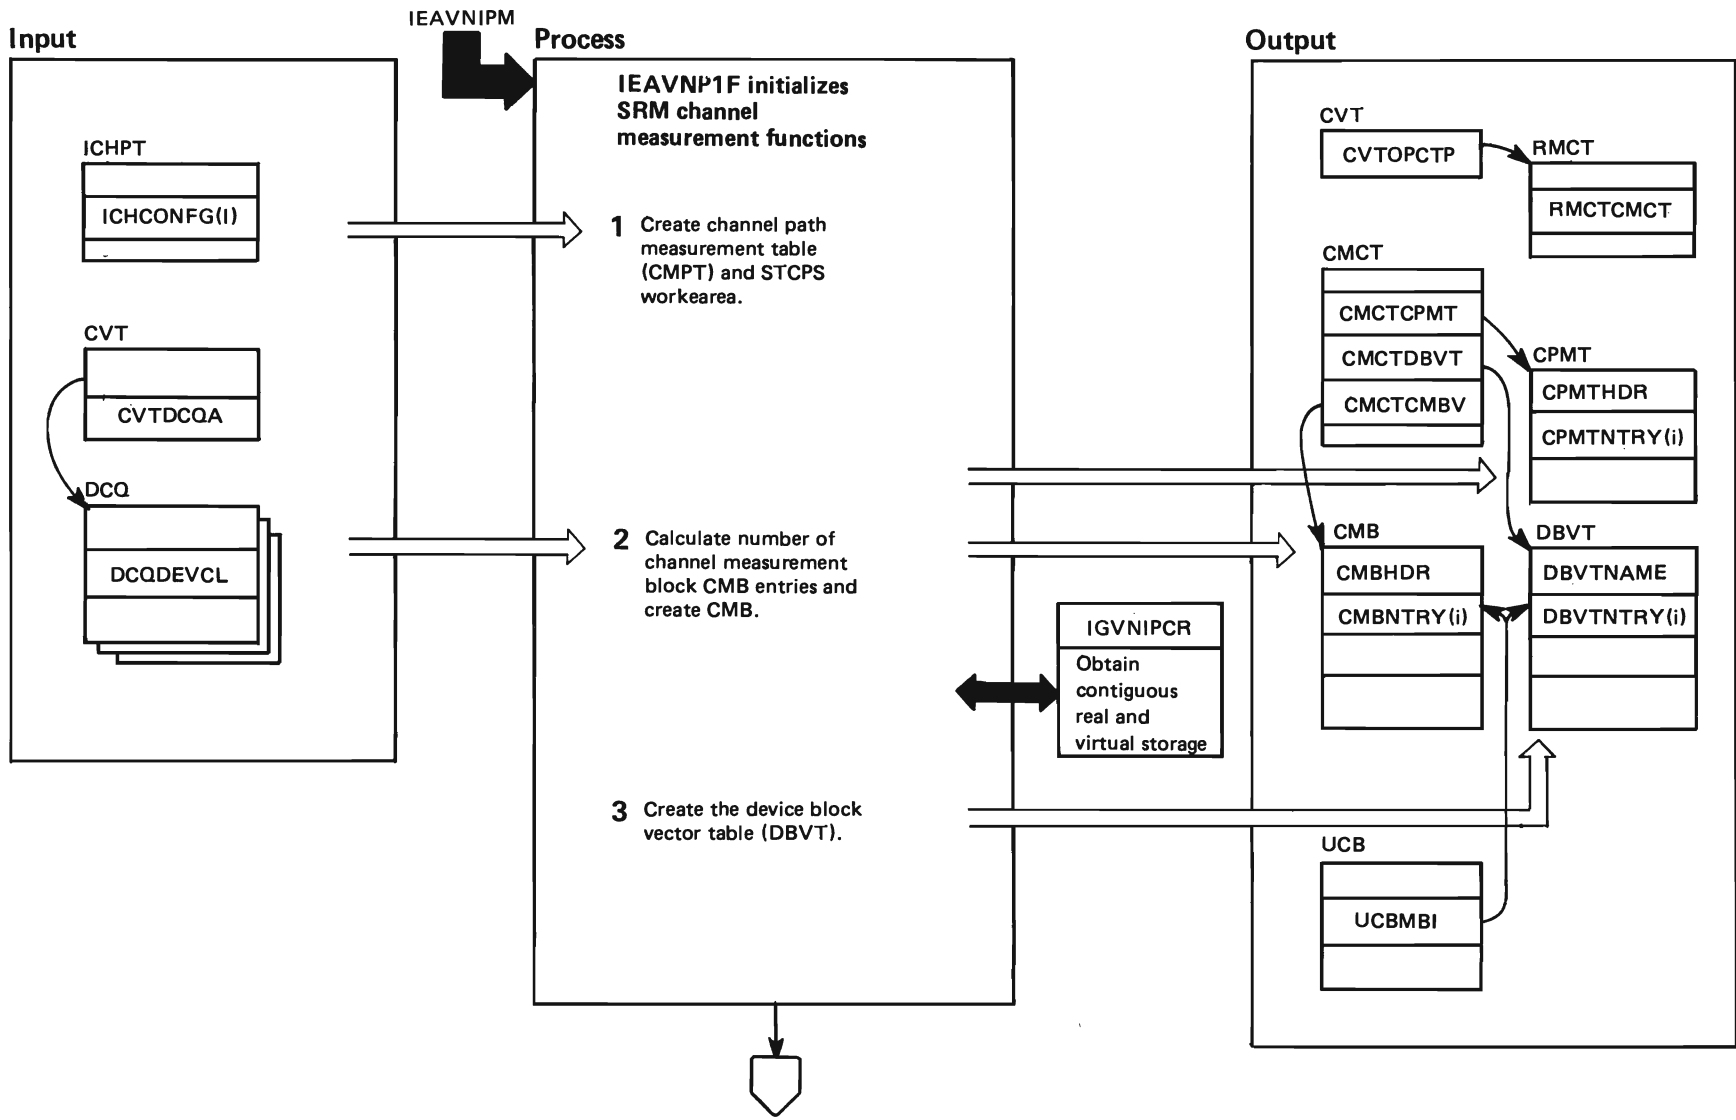 IEAVNIPM
Input
ICHPT
ICHCONFG(I)
CVT
CVTDCQA
DCQ
DCQDEVCL
Process
IEAVNP1F initializes
SRM channel
measurement functions
1 Create channel path
measurement table
(CMPT) and STCPS
workearea.
2 Calculate number of
channel measurement
block CMB entries and
create CMB.
IGVNIPCR
Obtain
contiguous
real and
virtual storage
3 Create the device block
vector table (DBVT).
Output
CVT
CVTOPCTP
RMCT
RMCTCMCT
CMCT
CMCTCPMT
CMCTDBVT
CMCTCMBV
CPMT
CPMTHDR
CPMTNTRY(i)
CMB
CMBHDR
CMBNTRY(i)
DBVT
DBVTNAME
DBVTNTRY(i)
UCB
UCBMBI